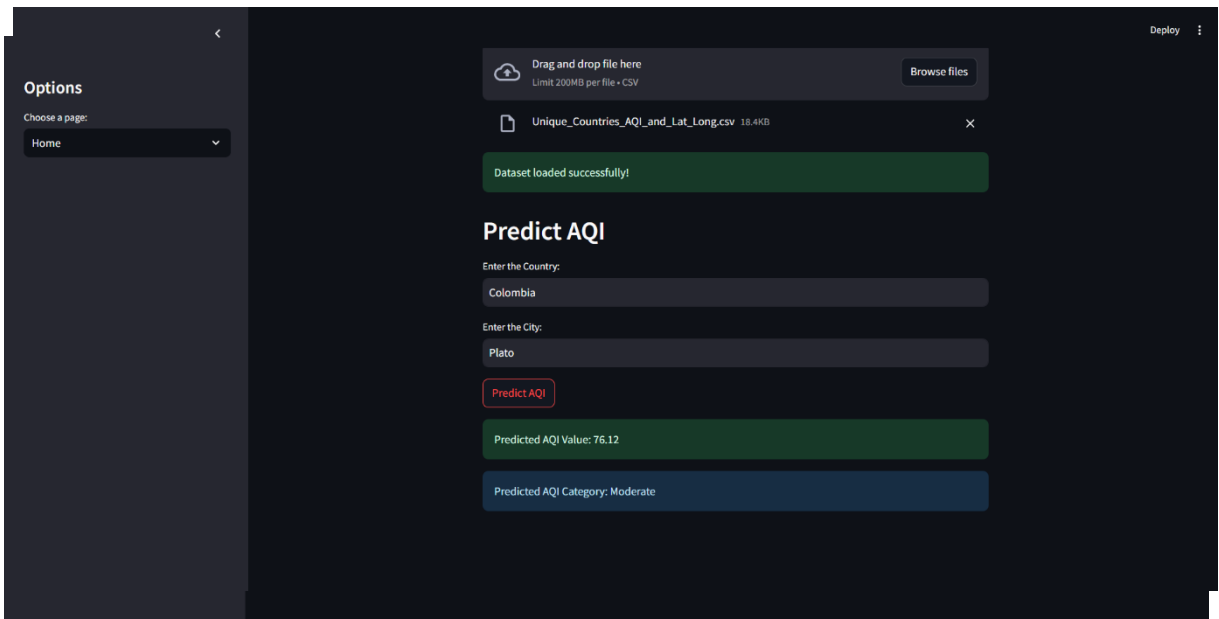 Deploy
Options
Choose a page:
Home
Drag and drop file here
Limit 200MB per file • CSV
Browse files
Unique_Countries_AQI_and_Lat_Long.csv 18.4KB
Dataset loaded successfully!
Predict AQI
Enter the Country:
Colombia
Enter the City:
Plato
Predict AQI
Predicted AQI Value: 76.12
Predicted AQI Category: Moderate